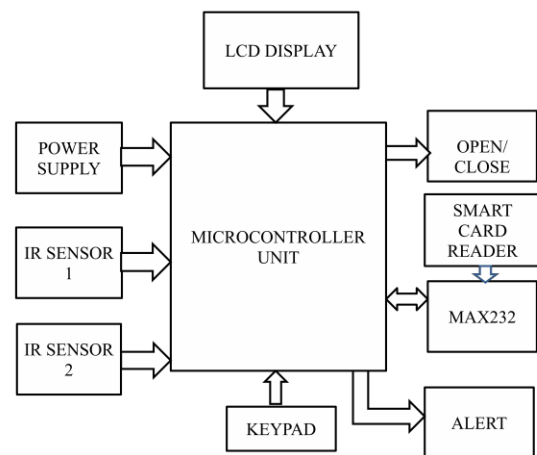 LCD DISPLAY
POWER
SUPPLY
OPEN/
CLOSE
SMART
CARD
READER
IR SENSOR
1
MICROCONTROLLER
UNIT
MAX232
IR SENSOR
2
KEYPAD
ALERT